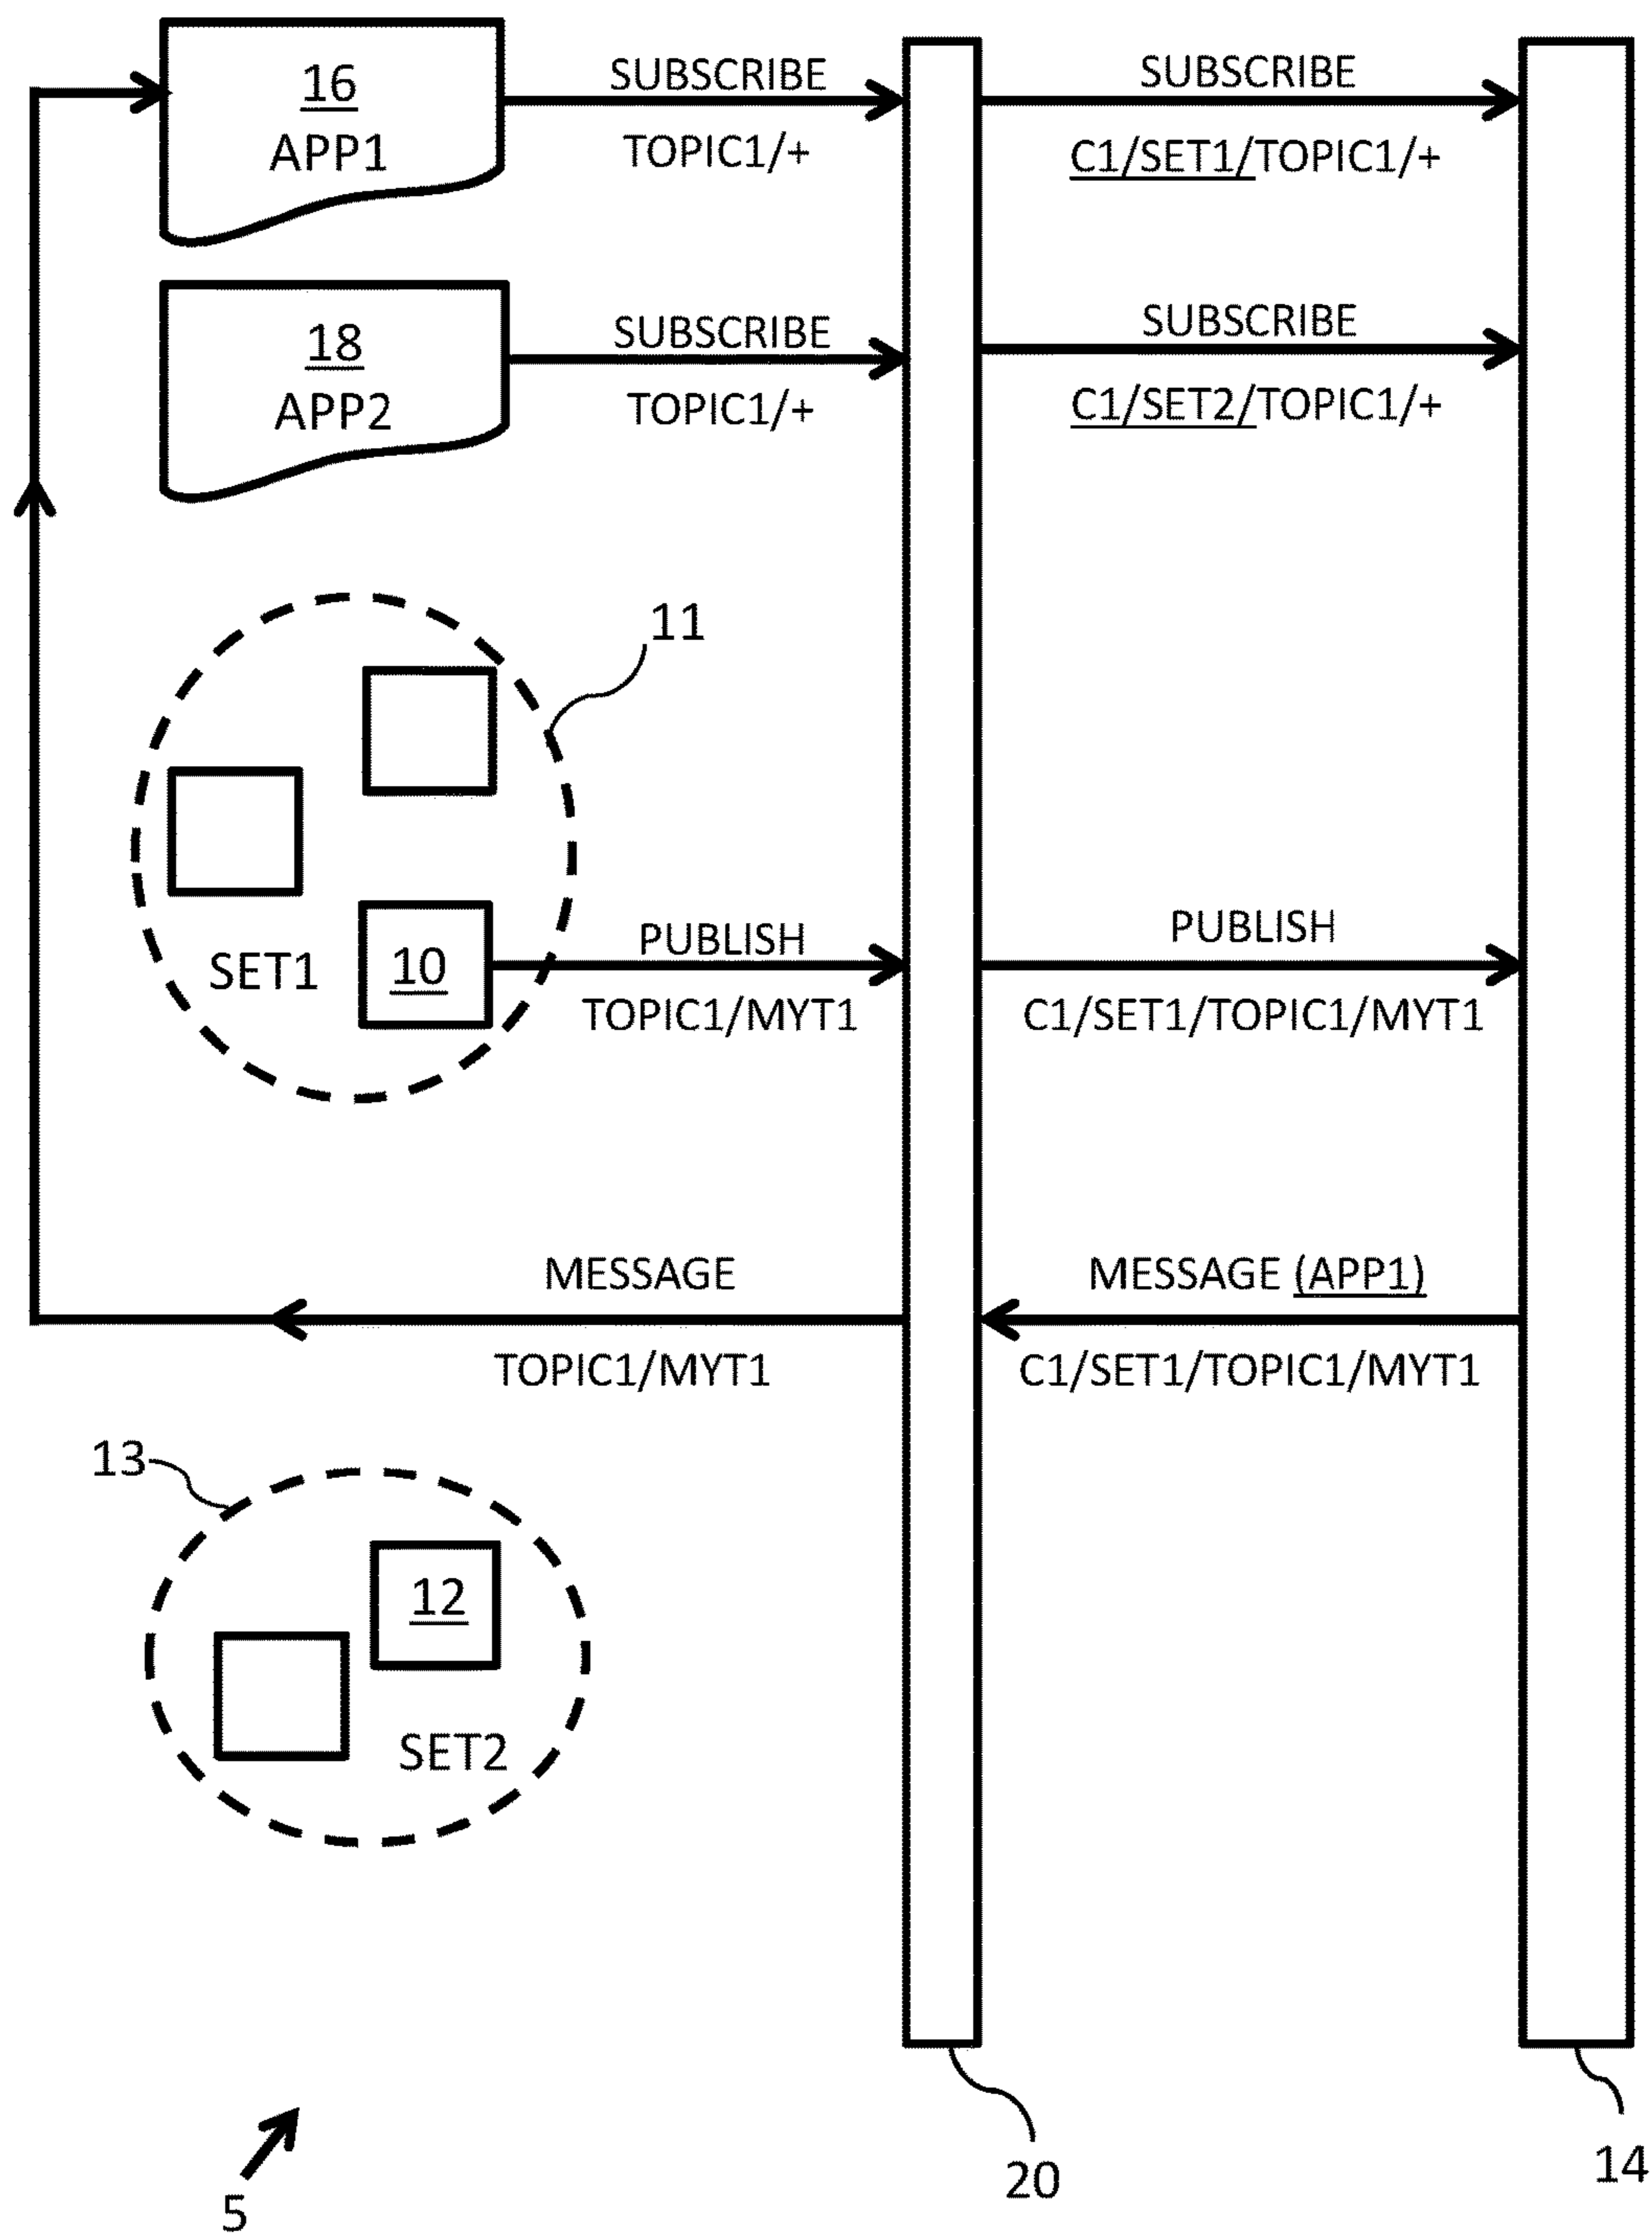 16
APP1
SUBSCRIBE
TOPIC1/+
SUBSCRIBE
C1/SET1/TOPIC1/+
18
APP2
SUBSCRIBE
TOPIC1/+
SUBSCRIBE
C1/SET2/TOPIC1/+
11
SET1
10
PUBLISH
TOPIC1/MYT1
PUBLISH
C1/SET1/TOPIC1/MYT1
MESSAGE
TOPIC1/MYT1
MESSAGE (APP1)
C1/SET1/TOPIC1/MYT1
13
12
SET2
5
20
14